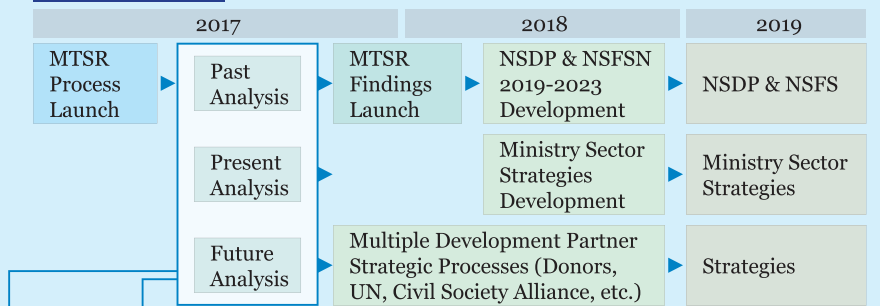 2017
2018
2019
MTSR
Process
Launch
Past
Analysis
MTSR
Findings
Launch
NSDP & NSFSN
2019-2023
Development
NSDP & NSFS
Present
Analysis
Ministry Sector
Strategies
Development
Ministry Sector
Strategies
Future
Analysis
Multiple Development Partner
Strategic Processes (Donors,
UN, Civil Society Alliance, etc.)
Strategies